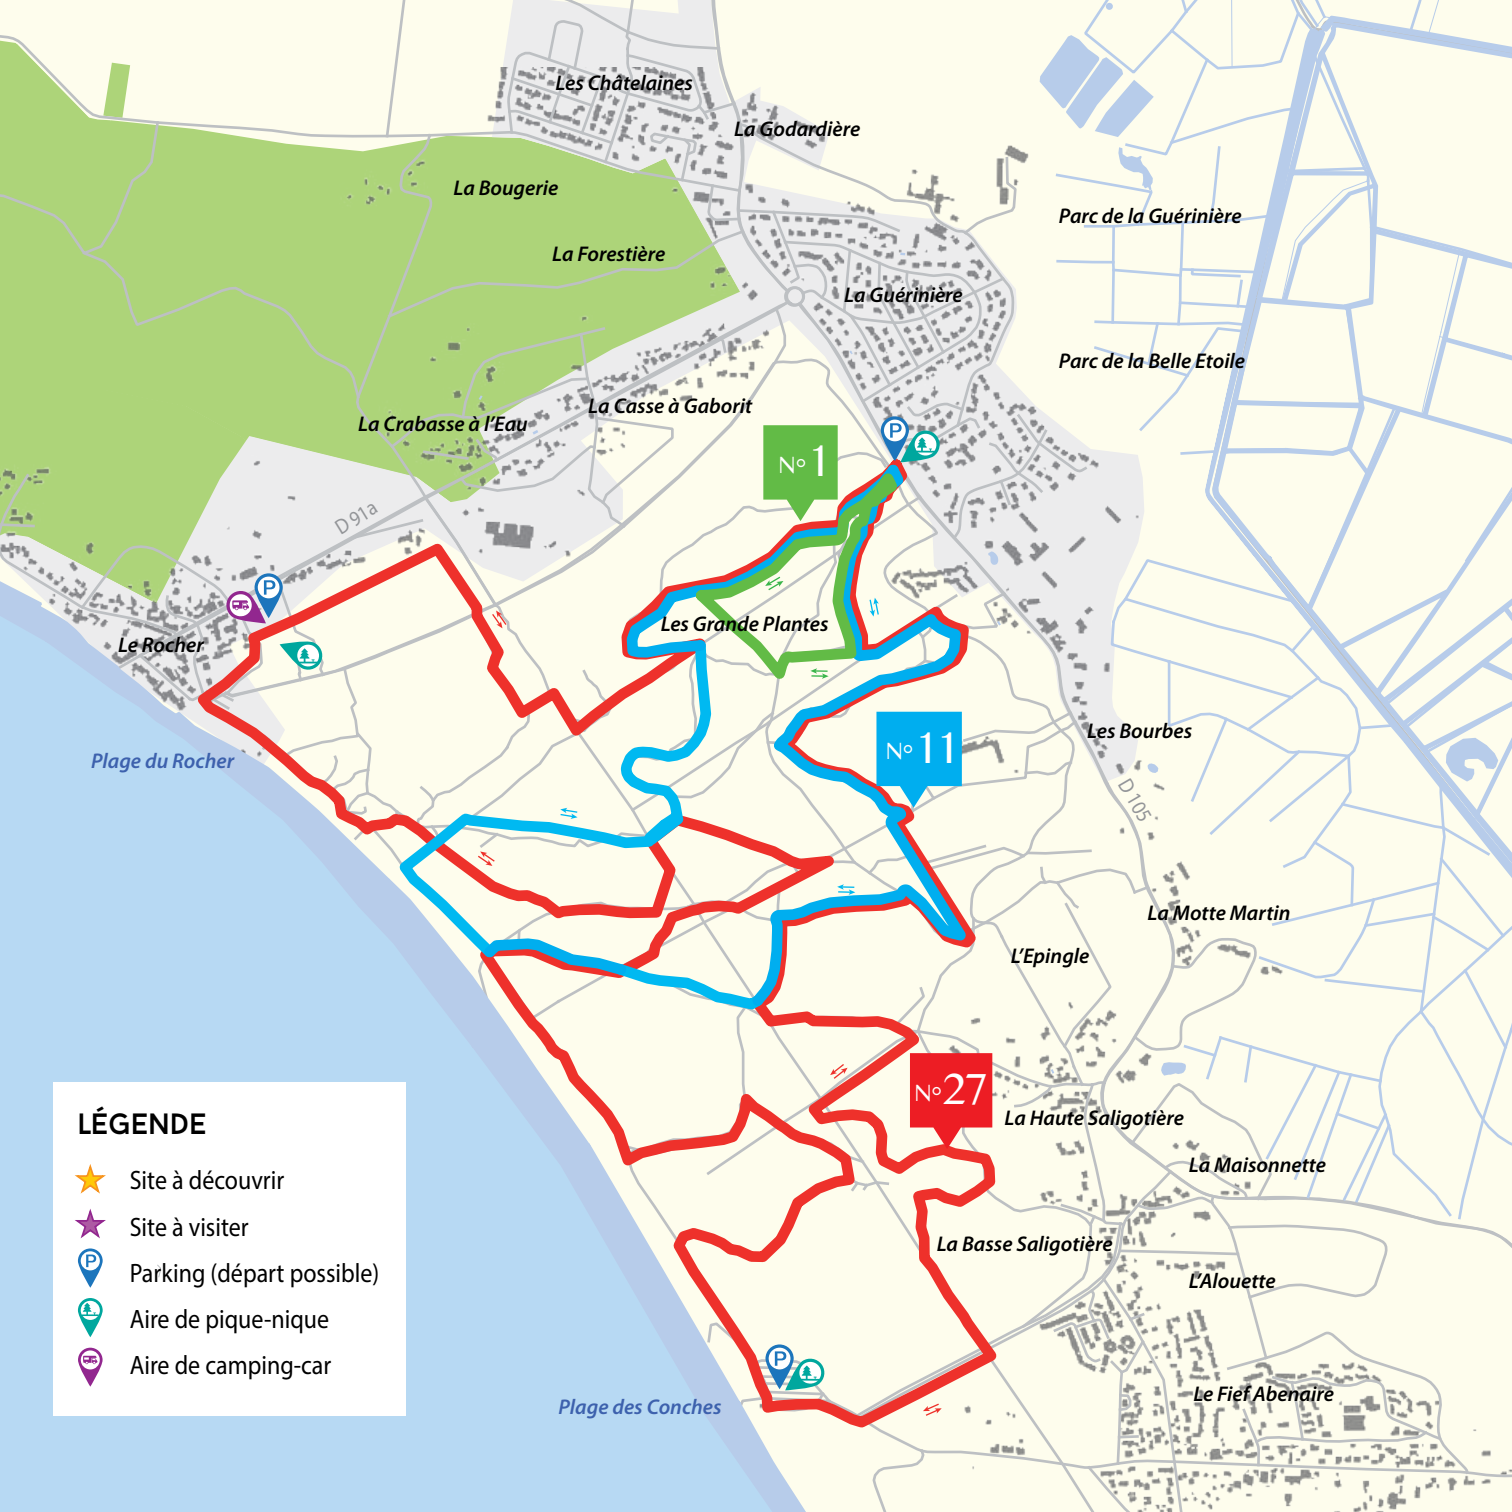 Les Châtelaines
La Godardière
La Bougerie
Parc de la Guérinière
La Forestière
La Guérinière
Parc de la Belle Etoile
La Casse à Gaborit
La Crabasse à l'Eau
P
N° 1
D91a
P
Les Grande Plantes
Le Rocher
Les Bourbes
N° 11
Plage du Rocher
D105
La Motte Martin
L'Epingle
N° 27
La Haute Saligotière
La Maisonnette
La Basse Saligotière
L'Alouette
P
Le Fief Abenaire
Plage des Conches
LÉGENDE
Site à découvrir
Site à visiter
P Parking (départ possible)
Aire de pique-nique
Aire de camping-car